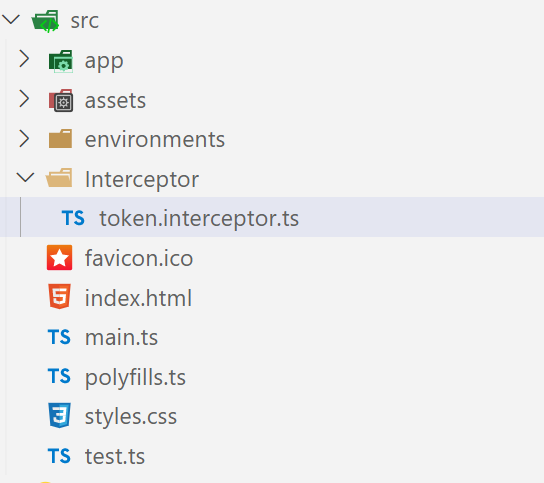 src
app
assets
environments
Interceptor
TS token.interceptor.ts
favicon.ico
index.html
TS main.ts
TS polyfills.ts
styles.css
TS test.ts